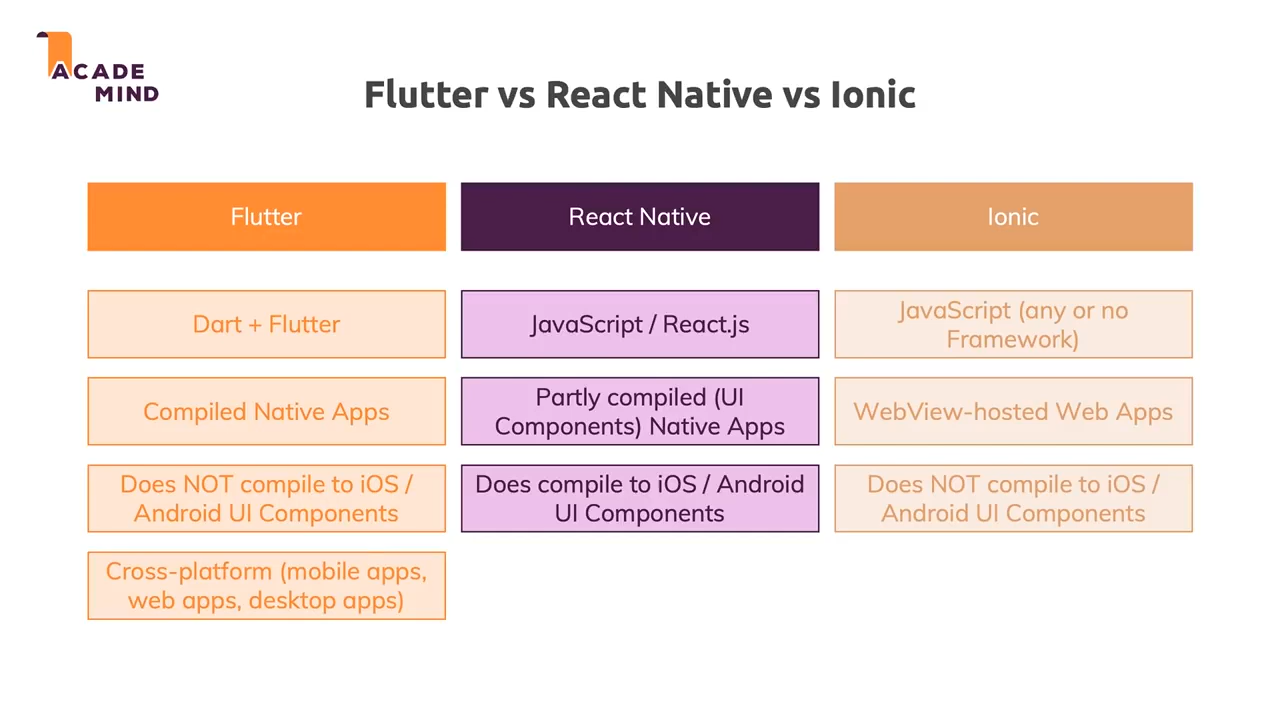 ACADE
MIND
Flutter vs React Native vs Ionic
Flutter
React Native
Ionic
Dart + Flutter
JavaScript / React.js
JavaScript (any or no
Framework)
Compiled Native Apps
Partly compiled (UI
Components) Native Apps
WebView-hosted Web Apps
Does NOT compile to iOS /
Android UI Components
Does compile to iOS / Android
UI Components
Does NOT compile to iOS /
Android UI Components
Cross-platform (mobile apps,
web apps, desktop apps)